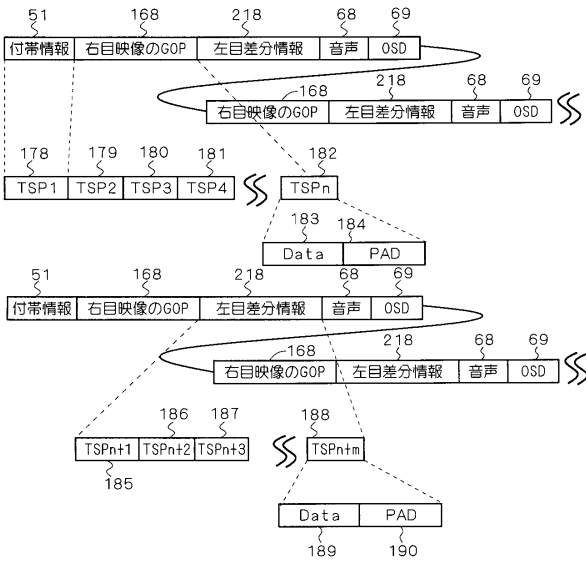 51 168 218 68 69
付帯情報 右目映像のGOP 左目差分情報 音声 OSD
168 218 68 69
右目映像のGOP 左目差分情報 音声 OSD
178 179 180 181 182
TSP1 TSP2 TSP3 TSP4 TSPn
183 184
Data PAD
51 168 218 68 69
付帯情報 右目映像のGOP 左目差分情報 音声 OSD
168 218 68 69
右目映像のGOP 左目差分情報 音声 OSD
186 187 188
TSPn+1 TSPn+2 TSPn+3 TSPn+m
185
Data PAD
189 190